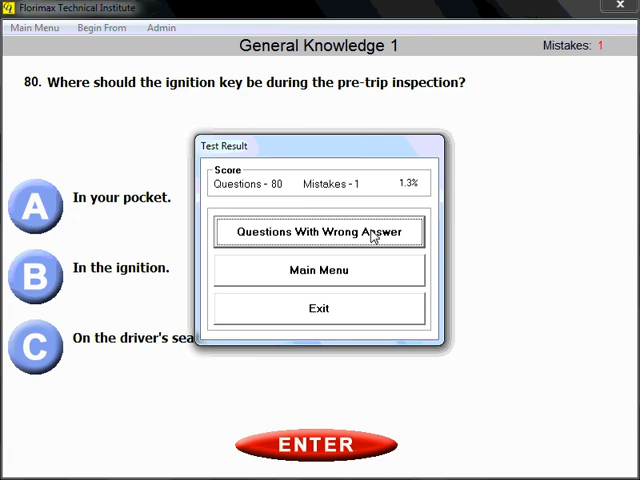 Florimax Technical Institute
Main Menu Begin From Admin
General Knowledge 1
Mistakes: 1
80. Where should the ignition key be during the pre-trip inspection?
Test Result
Score
Questions - 80 Mistakes - 1 1.3%
Questions With Wrong Answer
Main Menu
Exit
A In your pocket.
B In the ignition.
C On the driver's sea
ENTER